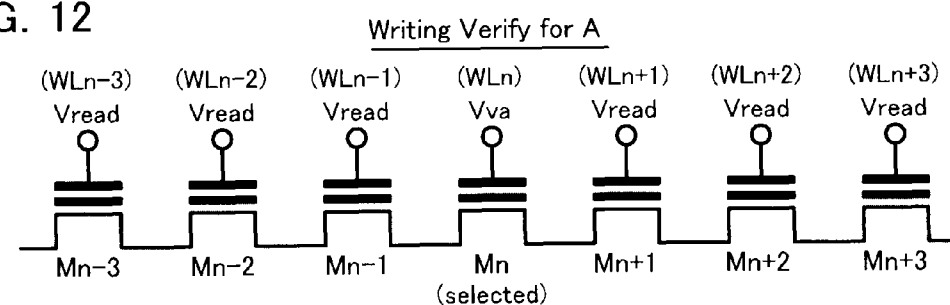 G. 12
Writing Verify for A
(WLn-3) (WLn-2) (WLn-1) (WLn) (WLn+1) (WLn+2) (WLn+3)
Vread Vread Vread Vva Vread Vread Vread
Mn-3 Mn-2 Mn-1 Mn Mn+1 Mn+2 Mn+3
(selected)